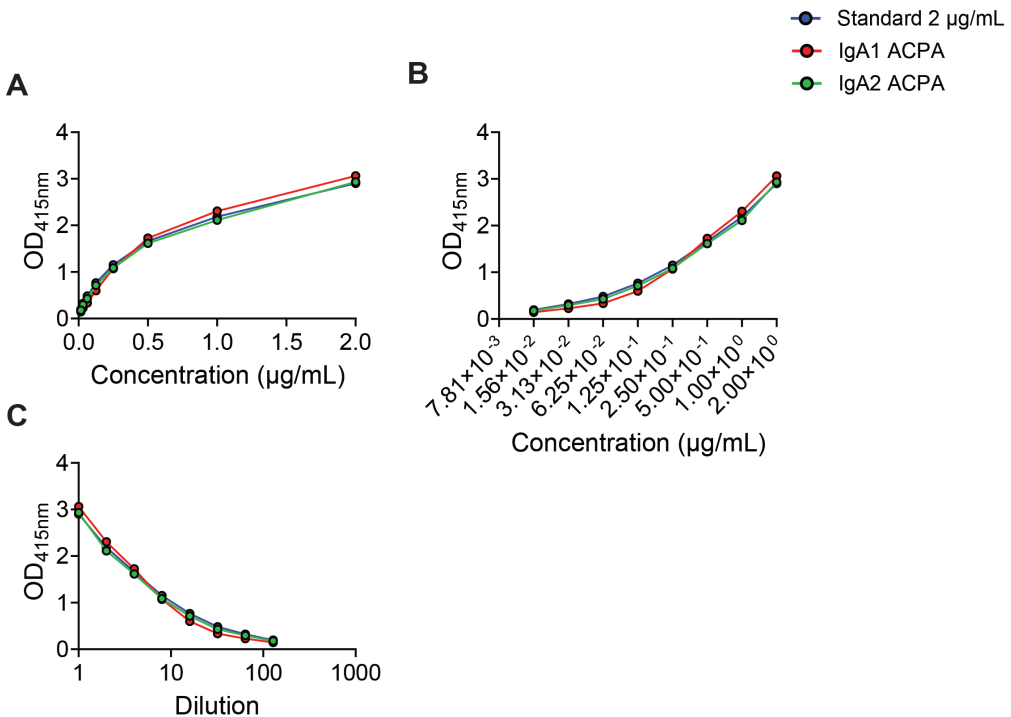 Standard 2 µg/mL
IgA1 ACPA
IgA2 ACPA
A
4
3
2
1
0
OD415nm
0.0 0.5 1.0 1.5 2.0
Concentration (µg/mL)
B
4
3
2
1
0
OD415nm
7.81×10⁻³
1.56×10⁻²
3.13×10⁻²
6.25×10⁻²
1.25×10⁻¹
2.50×10⁻¹
5.00×10⁻¹
1.00×10⁰
2.00×10⁰
Concentration (µg/mL)
C
4
3
2
1
0
OD415nm
1 10 100 1000
Dilution